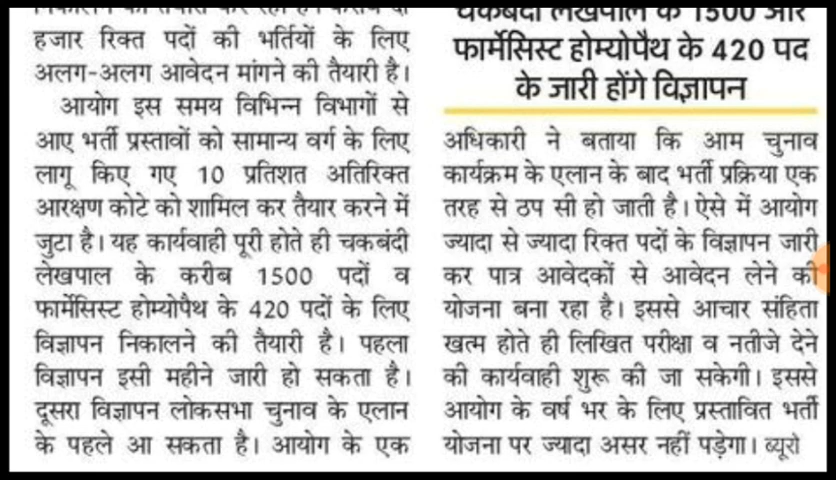 हजार रिक्त पदों की भर्तियों के लिए
अलग-अलग आवेदन मांगने की तैयारी है।
आयोग इस समय विभिन्न विभागों से
आए भर्ती प्रस्तावों को सामान्य वर्ग के लिए
लागू किए गए 10 प्रतिशत अतिरिक्त
आरक्षण कोटे को शामिल कर तैयार करने में
जुटा है। यह कार्यवाही पूरी होते ही चकबंदी
लेखपाल के करीब 1500 पदों व
फार्मेसिस्ट होम्योपैथ के 420 पदों के लिए
विज्ञापन निकालने की तैयारी है। पहला
विज्ञापन इसी महीने जारी हो सकता है।
दूसरा विज्ञापन लोकसभा चुनाव के एलान
के पहले आ सकता है। आयोग के एक
चकबंदी लेखपाल के 1500 और
फार्मेसिस्ट होम्योपैथ के 420 पद
के जारी होंगे विज्ञापन
अधिकारी ने बताया कि आम चुनाव
कार्यक्रम के एलान के बाद भर्ती प्रक्रिया एक
तरह से ठप सी हो जाती है। ऐसे में आयोग
ज्यादा से ज्यादा रिक्त पदों के विज्ञापन जारी
कर पात्र आवेदकों से आवेदन लेने की
योजना बना रहा है। इससे आचार संहिता
खत्म होते ही लिखित परीक्षा व नतीजे देने
की कार्यवाही शुरू की जा सकेगी। इससे
आयोग के वर्ष भर के लिए प्रस्तावित भर्ती
योजना पर ज्यादा असर नहीं पड़ेगा। ब्यूरो